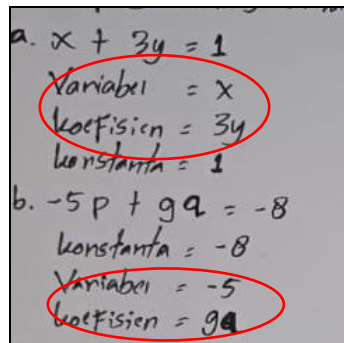 a. x + 3y = 1
Variabel = x
koefisien = 3y
konstanta = 1
b. -5p + 9q = -8
konstanta = -8
Variabel = -5
koefisien = 9q